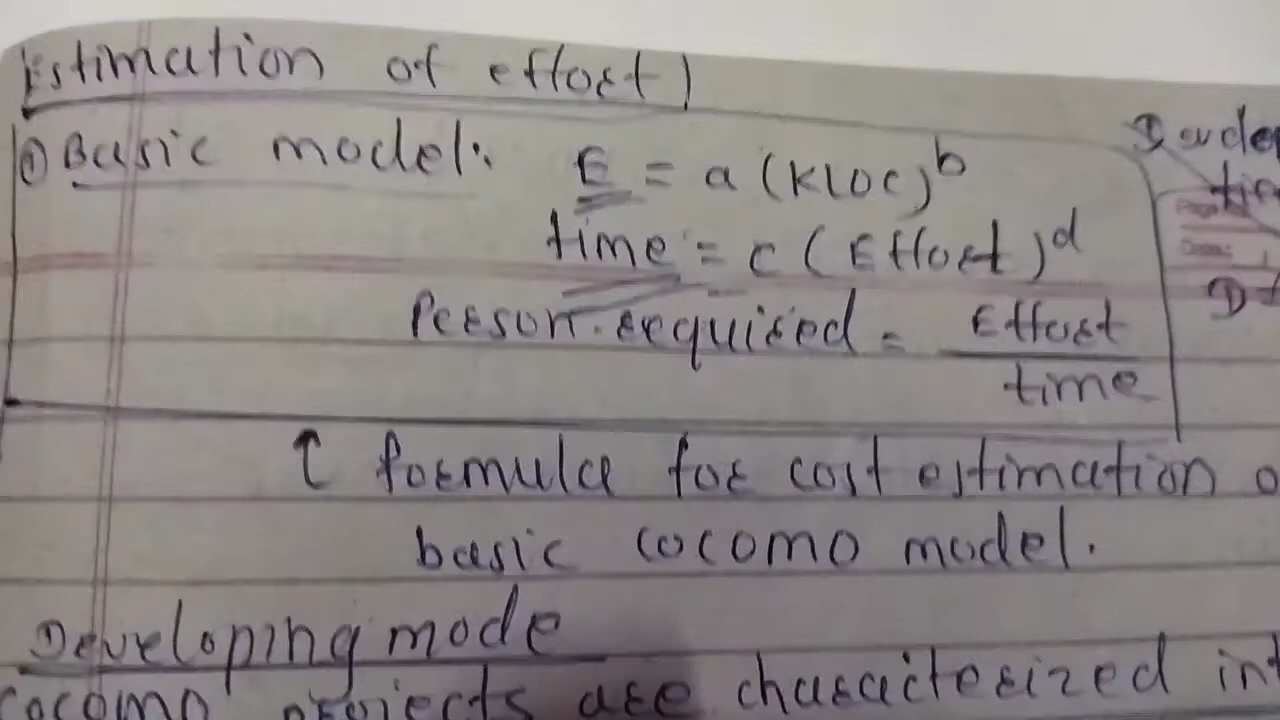 Estimation of effort)
① Basic model:
E = a (KLOC)^b
time = c (Effort)^d
Person required = Effort / time
↑ formula for cost estimation
basic cocomo model.
Developing mode
cocomo projects are characterized